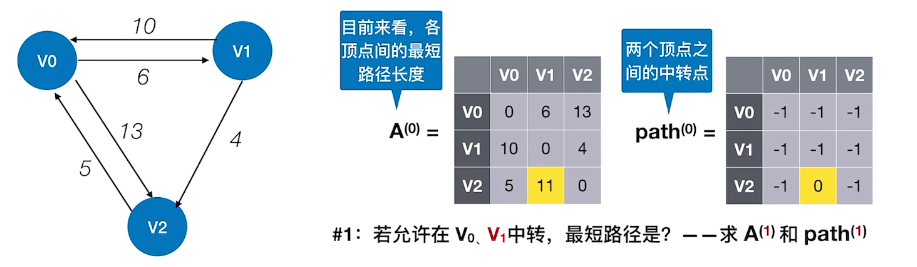 10
V0
V1
6
13
4
5
V2
目前来看，各
顶点间的最短
路径长度
A(0) =
V0 V1 V2
V0 0 6 13
V1 10 0 4
V2 5 11 0
两个顶点之
间的中转点
path(0) =
V0 V1 V2
V0 -1 -1 -1
V1 -1 -1 -1
V2 -1 0 -1
#1：若允许在 V0、V1中转，最短路径是？——求 A(1) 和 path(1)